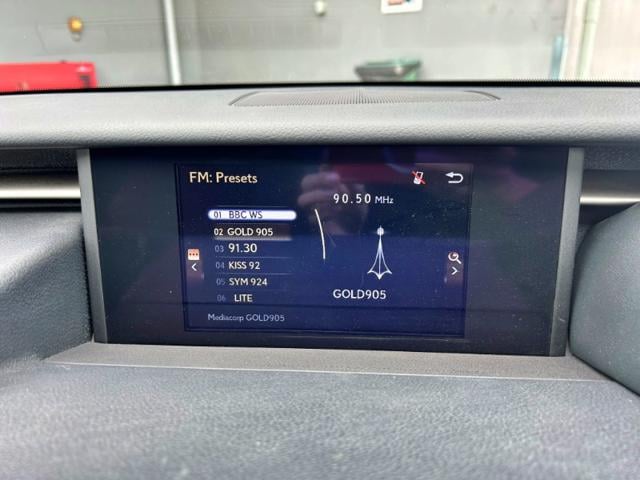 FM: Presets
90.50 MHz
01 BBC WS
02 GOLD 905
03 91.30
04 KISS 92
05 SYM 924
06 LITE
GOLD905
Mediacorp GOLD905